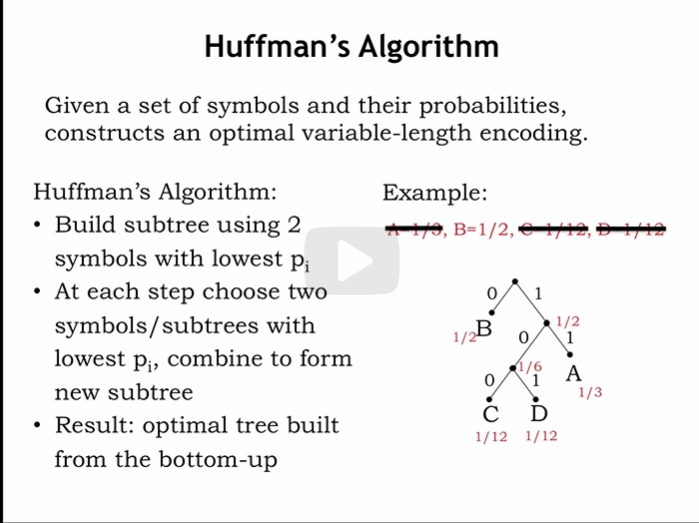 Huffman's Algorithm
Given a set of symbols and their probabilities,
constructs an optimal variable-length encoding.
Huffman's Algorithm:
• Build subtree using 2
symbols with lowest pᵢ
• At each step choose two
symbols/subtrees with
lowest pᵢ, combine to form
new subtree
• Result: optimal tree built
from the bottom-up
Example:
A=1/3, B=1/2, C=1/12, D=1/12
0 1
B 1/2
1/2 0 1
1/6
0 1 A
1/3
C D
1/12 1/12